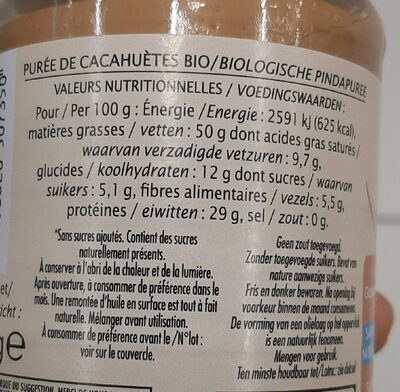 PURÉE DE CACAHUÈTES BIO/BIOLOGISCHE PINDAPUREE
VALEURS NUTRITIONNELLES / VOEDINGSWAARDEN:
Pour / Per 100 g : Énergie / Energie : 2591 kJ (625 kcal),
matières grasses / vetten : 50 g dont acides gras saturés /
waarvan verzadigde vetzuren : 9,7 g,
glucides / koolhydraten : 12 g dont sucres / waarvan
suikers : 5,1 g, fibres alimentaires / vezels : 5,5 g,
protéines / eiwitten : 29 g, sel / zout : 0 g.
*Sans sucres ajoutés. Contient des sucres
naturellement présents.
À conserver à l'abri de la chaleur et de la lumière.
Après ouverture, à consommer de préférence dans le
mois. Une remontée d'huile en surface est tout à fait
naturelle. Mélanger avant utilisation.
À consommer de préférence avant le / N°lot :
voir sur le couvercle.
Geen zout toegevoegd.
Zonder toegevoegde suikers. Bevat van
nature aanwezige suikers.
Fris en donker bewaren. Na opening bij
voorkeur binnen de maand consumeren.
De vorming van een olielaag op het oppervlak
is een natuurlijk fenomeen.
Mengen voor gebruik.
Ten minste houdbaar tot / Lotnr.: zie deksel
net/
icht :
ge